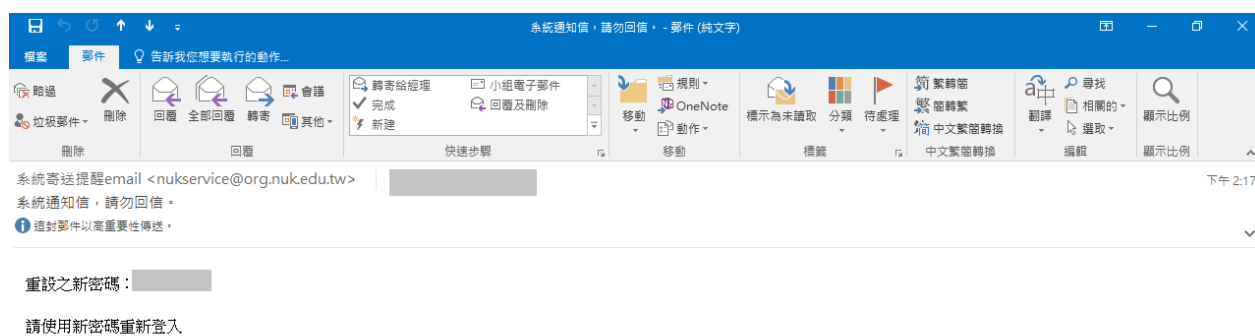 系統通知信，請勿回信。 - 郵件 (純文字)
檔案 郵件 告訴我您想要執行的動作...
略過 刪除 回覆 全部回覆 轉寄 會議 轉寄給經理 小組電子郵件 規則 標示為未讀取 分類 待處理 繁轉簡 翻譯 尋找 顯示比例
垃圾郵件 其他 完成 回覆及刪除 移動 OneNote 簡轉繁 相關的
新建 動作 中文繁簡轉換 選取
刪除 回覆 快速步驟 移動 標籤 中文繁簡轉換 編輯 顯示比例
系統寄送提醒email <nukservice@org.nuk.edu.tw> 下午 2:17
系統通知信，請勿回信。
這封郵件以高重要性傳送。
重設之新密碼：
請使用新密碼重新登入